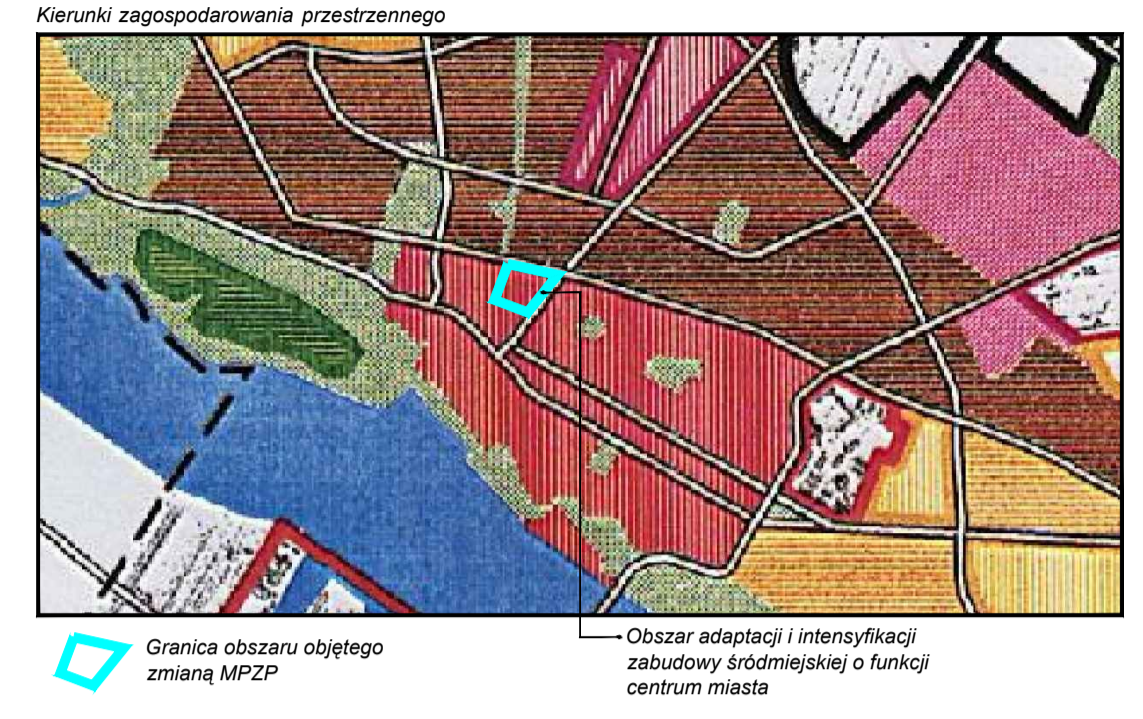 Kierunki zagospodarowania przestrzennego
Granica obszaru objętego
zmianą MPZP
Obszar adaptacji i intensyfikacji
zabudowy śródmiejskiej o funkcji
centrum miasta